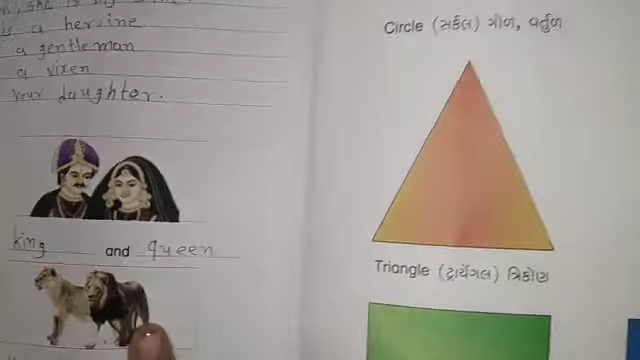 is a heroine
a gentleman
a vixen
your daughter.
king and queen
Circle (સર્કલ) ગોળ, વર્તુળ
Triangle (ટ્રાયેંગલ) ત્રિકોણ